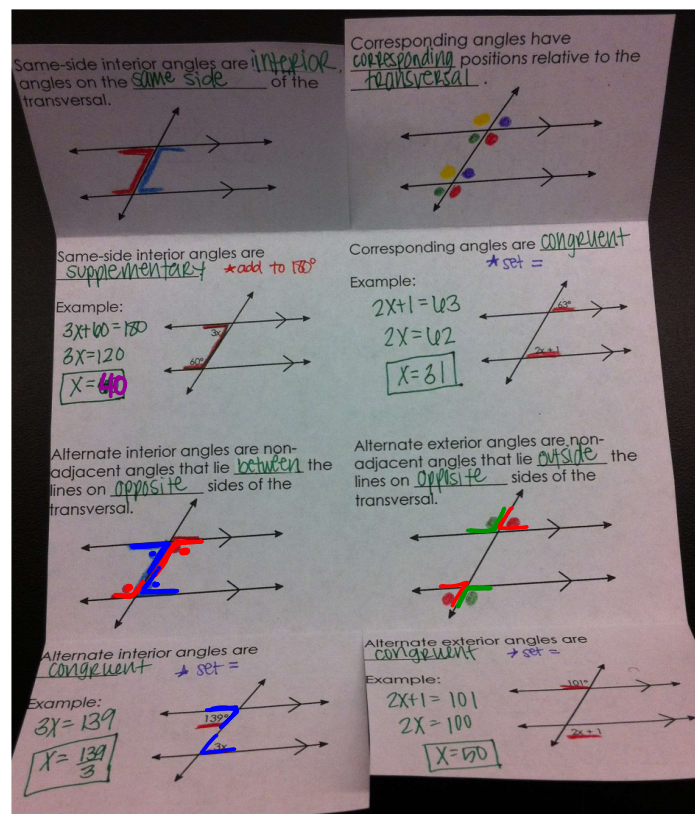 Same-side interior angles are interior
angles on the same side of the
transversal.
Corresponding angles have
corresponding positions relative to the
transversal.
Same-side interior angles are
supplementary *add to 180°
Example:
3x+60=180
3x=120
x=40
3x
60°
Corresponding angles are congruent
*set =
Example:
2x+1=63
2x=62
x=31
63°
2x+1
Alternate interior angles are non-
adjacent angles that lie between the
lines on opposite sides of the
transversal.
Alternate exterior angles are non-
adjacent angles that lie outside the
lines on opposite sides of the
transversal.
Alternate interior angles are
congruent *set =
Example:
3x=139
x=139/3
139°
3x
Alternate exterior angles are
congruent *set =
Example:
2x+1=101
2x=100
x=50
101°
2x+1